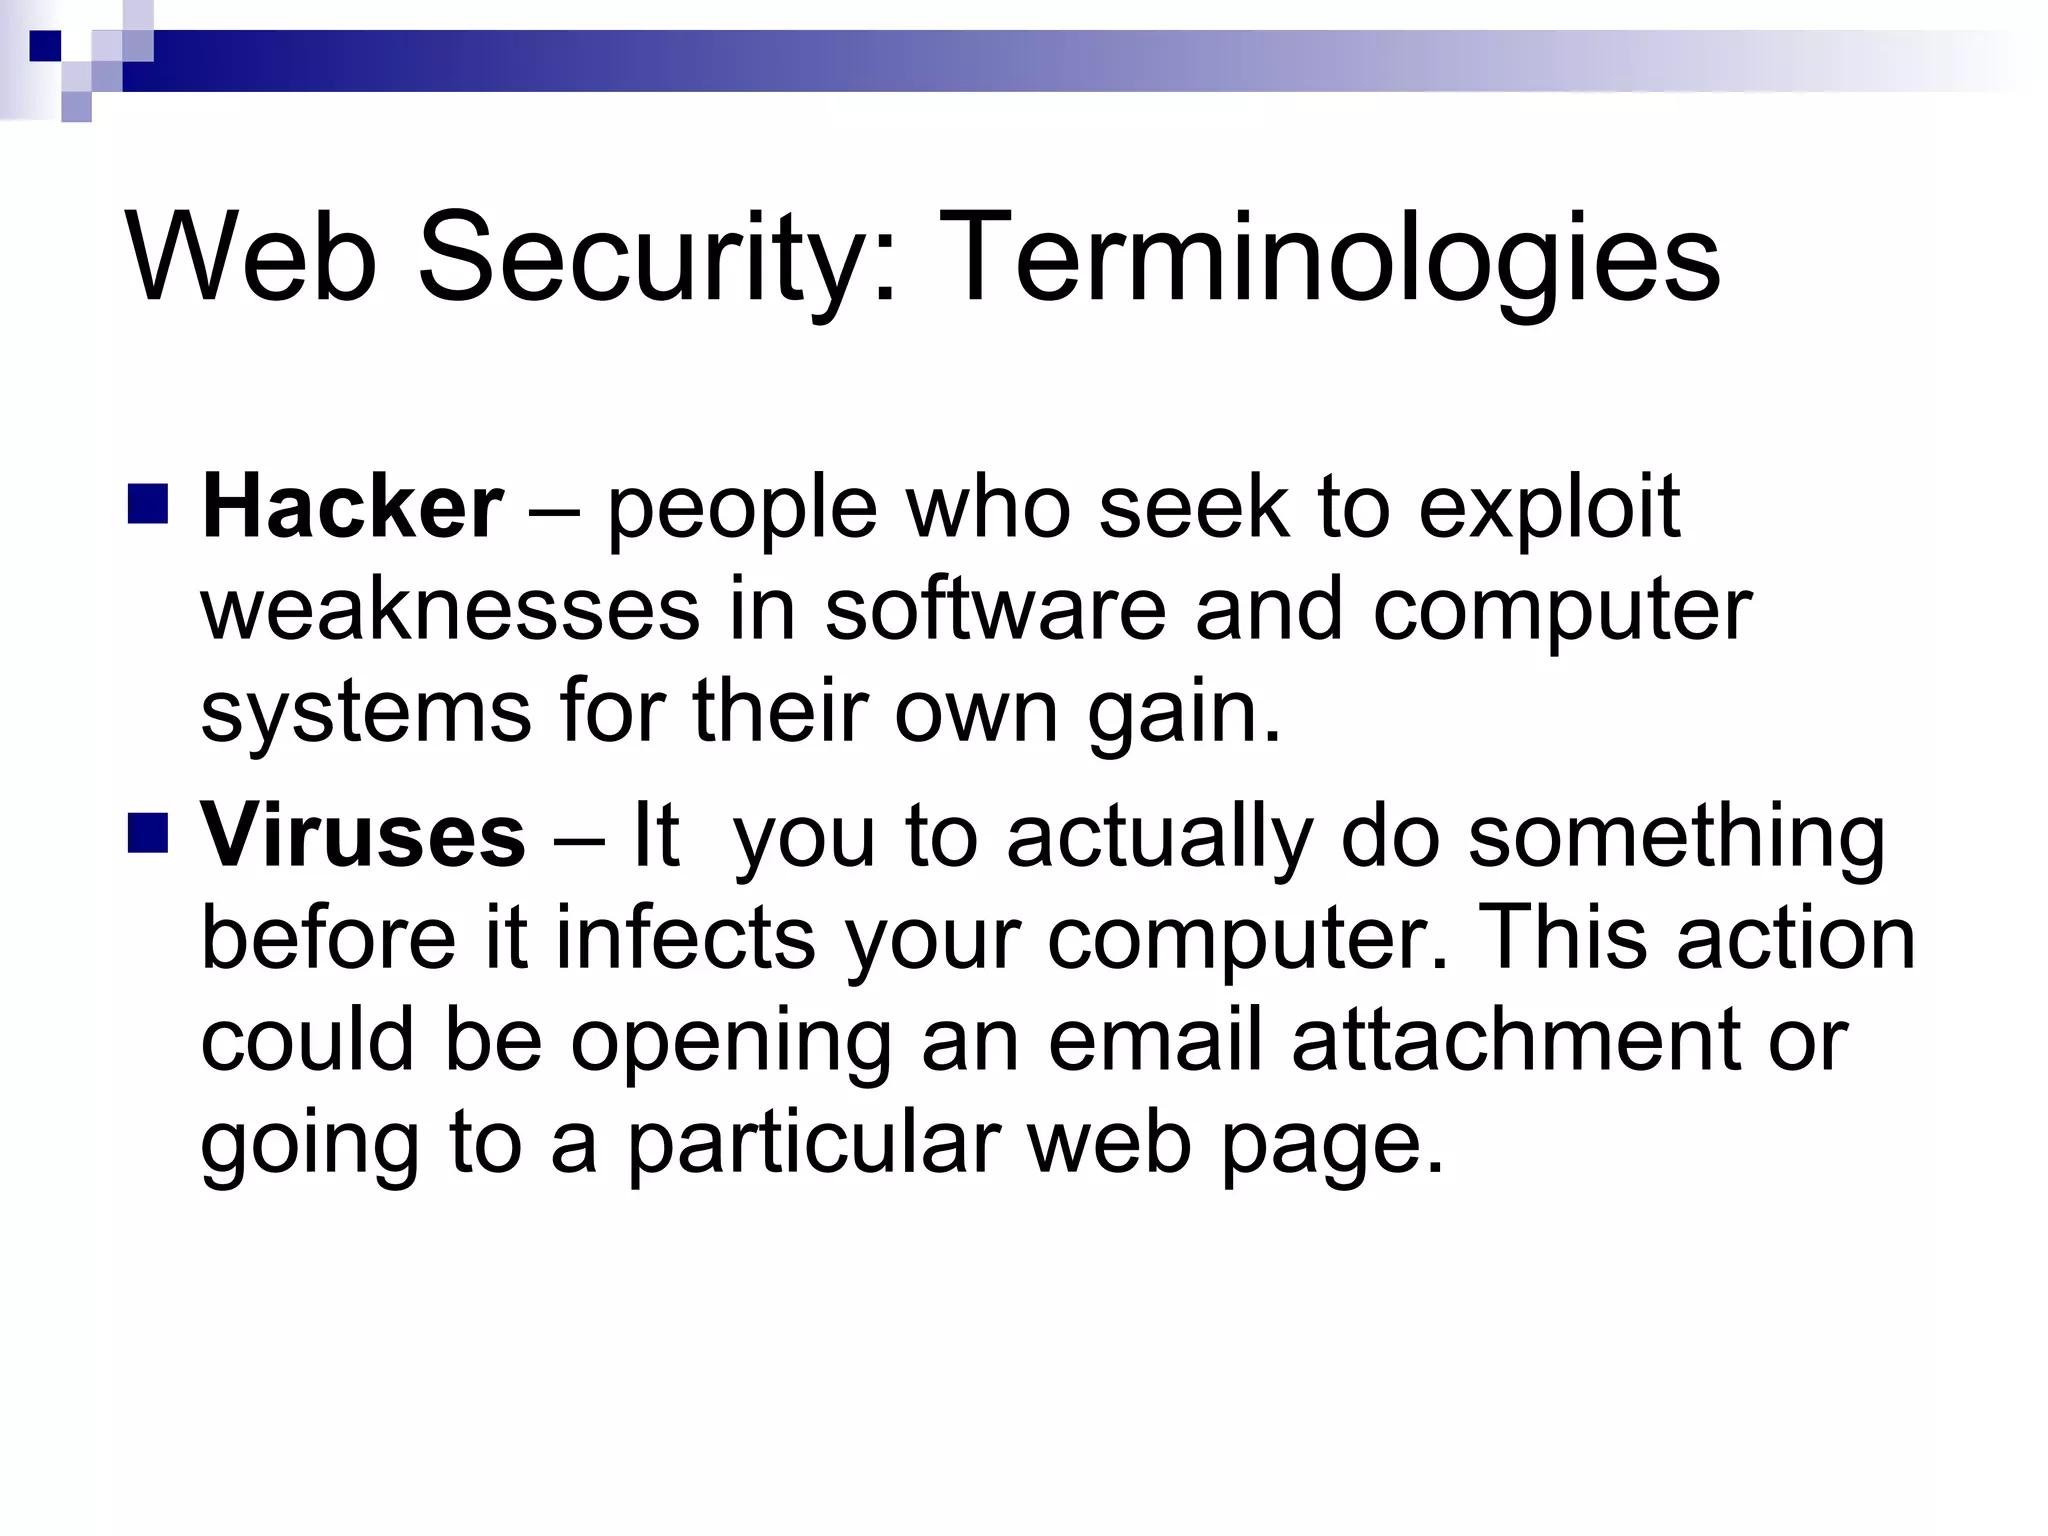 Web Security: Terminologies
■ Hacker – people who seek to exploit
weaknesses in software and computer
systems for their own gain.
■ Viruses – It  you to actually do something
before it infects your computer. This action
could be opening an email attachment or
going to a particular web page.